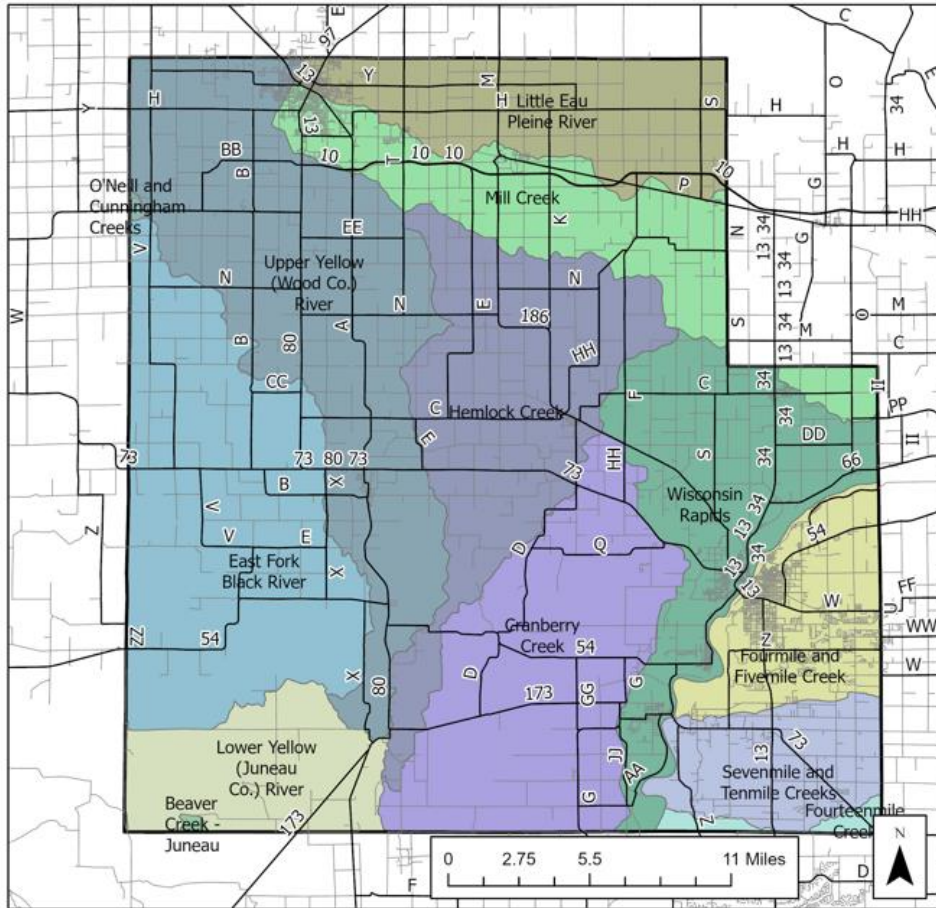 C
E
97
O
13
Y
M
E
Y
H
H
Little Eau
Pleine River
S
H
34
13
BB
T
10
10
10
H
H
B
P
10
G
O'Neill and
Cunningham
Creeks
Mill Creek
HH
EE
K
N
34
13
G
V
Upper Yellow
(Wood Co.)
River
34
W
N
N
E
N
13
M
A
186
S
34
M
O
B
80
HH
13
C
CC
F
C
34
II
PP
C
Hemlock Creek
34
E
DD
II
73
73
80
73
73
HH
S
34
66
B
X
Wisconsin
Rapids
34
V
13
54
Z
V
E
D
Q
34
East Fork
Black River
X
13
13
FF
W
U
ZZ
54
Cranberry
Creek
54
Z
WW
Fourmile and
Fivemile Creek
W
X
80
D
173
GG
G
Lower Yellow
(Juneau
Co.) River
JJ
13
73
Sevenmile and
Tenmile Creeks
Beaver
Creek -
Juneau
173
G
AA
Z
Fourteenmile
Creek
N
0
2.75
5.5
11 Miles
F
D